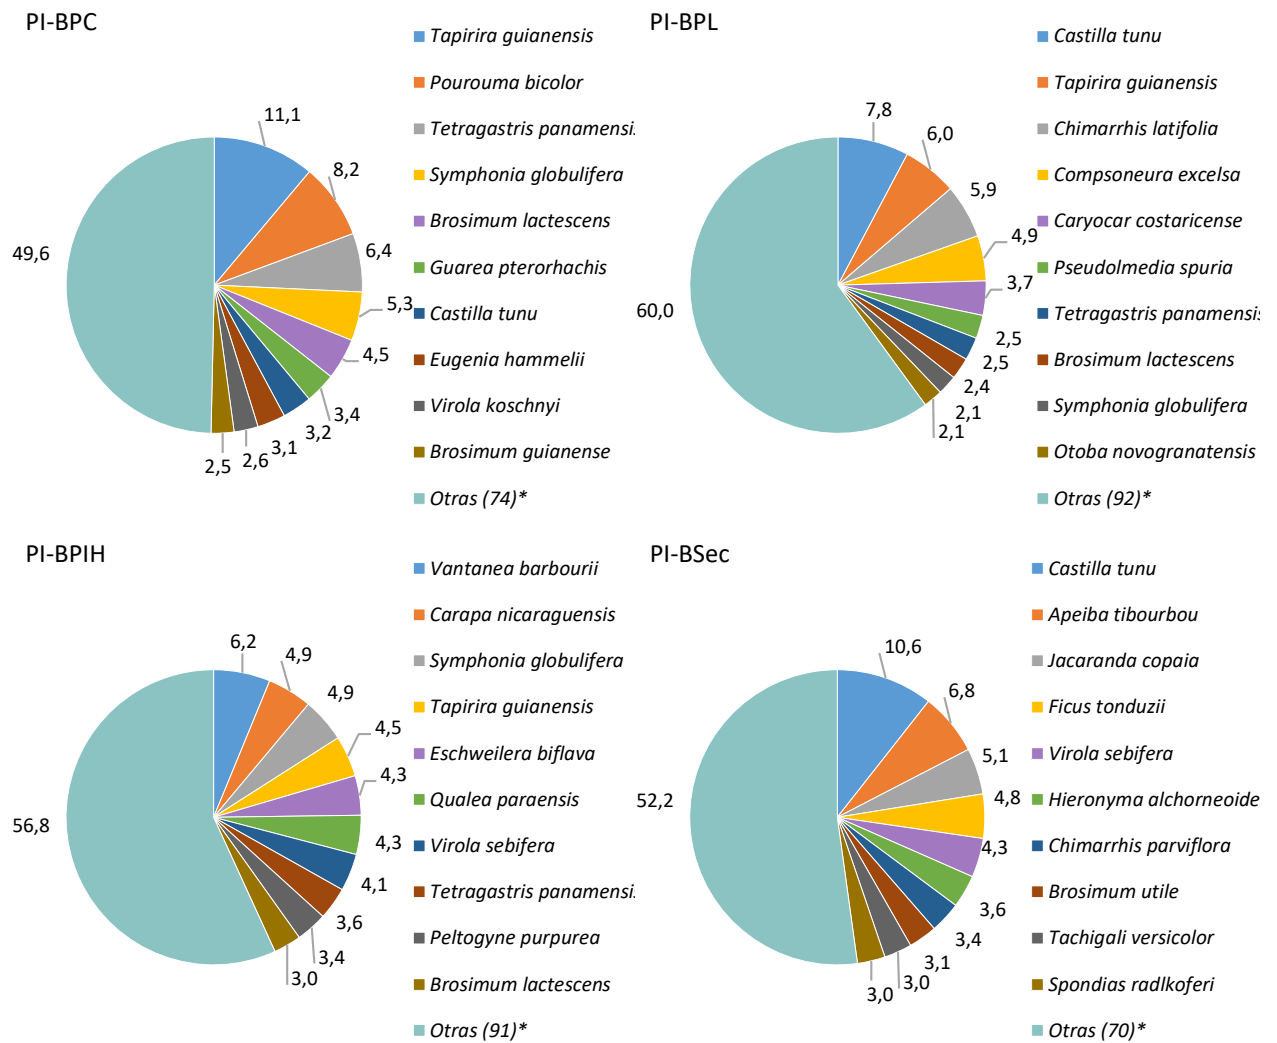 PI-BPC
Tapirira guianensis
Pourouma bicolor
Tetragastris panamensis
Symphonia globulifera
Brosimum lactescens
Guarea pterorhachis
Castilla tunu
Eugenia hammelii
Virola koschnyi
Brosimum guianense
Otras (74)*
11,1
8,2
6,4
5,3
4,5
3,4
3,2
3,1
2,6
2,5
49,6
PI-BPL
Castilla tunu
Tapirira guianensis
Chimarrhis latifolia
Compsoneura excelsa
Caryocar costaricense
Pseudolmedia spuria
Tetragastris panamensis
Brosimum lactescens
Symphonia globulifera
Otoba novogranatensis
Otras (92)*
7,8
6,0
5,9
4,9
3,7
2,5
2,5
2,4
2,1
2,1
60,0
PI-BPIH
Vantanea barbourii
Carapa nicaraguensis
Symphonia globulifera
Tapirira guianensis
Eschweilera biflava
Qualea paraensis
Virola sebifera
Tetragastris panamensis
Peltogyne purpurea
Brosimum lactescens
Otras (91)*
6,2
4,9
4,9
4,5
4,3
4,3
4,1
3,6
3,4
3,0
56,8
PI-BSec
Castilla tunu
Apeiba tibourbou
Jacaranda copaia
Ficus tonduzii
Virola sebifera
Hieronyma alchorneoide
Chimarrhis parviflora
Brosimum utile
Tachigali versicolor
Spondias radlkoferi
Otras (70)*
10,6
6,8
5,1
4,8
4,3
3,6
3,4
3,1
3,0
3,0
52,2